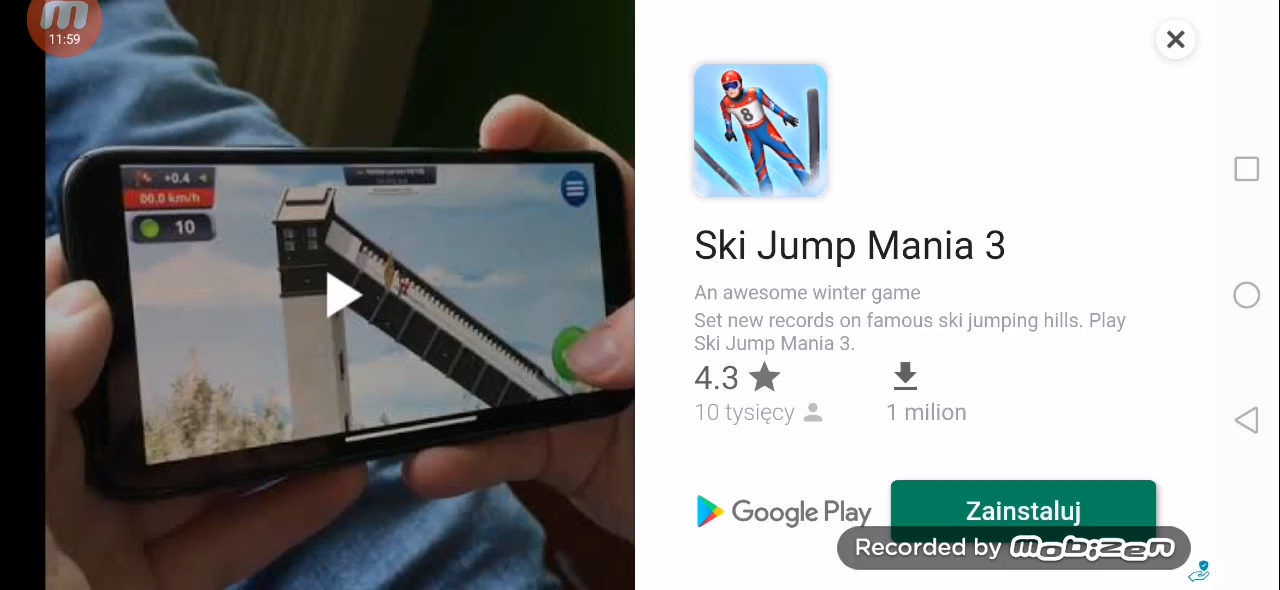 11:59
+0.4
00.0 km/h
10
8
Ski Jump Mania 3
An awesome winter game
Set new records on famous ski jumping hills. Play
Ski Jump Mania 3.
4.3
10 tysięcy
1 milion
Google Play
Zainstaluj
Recorded by mobizen